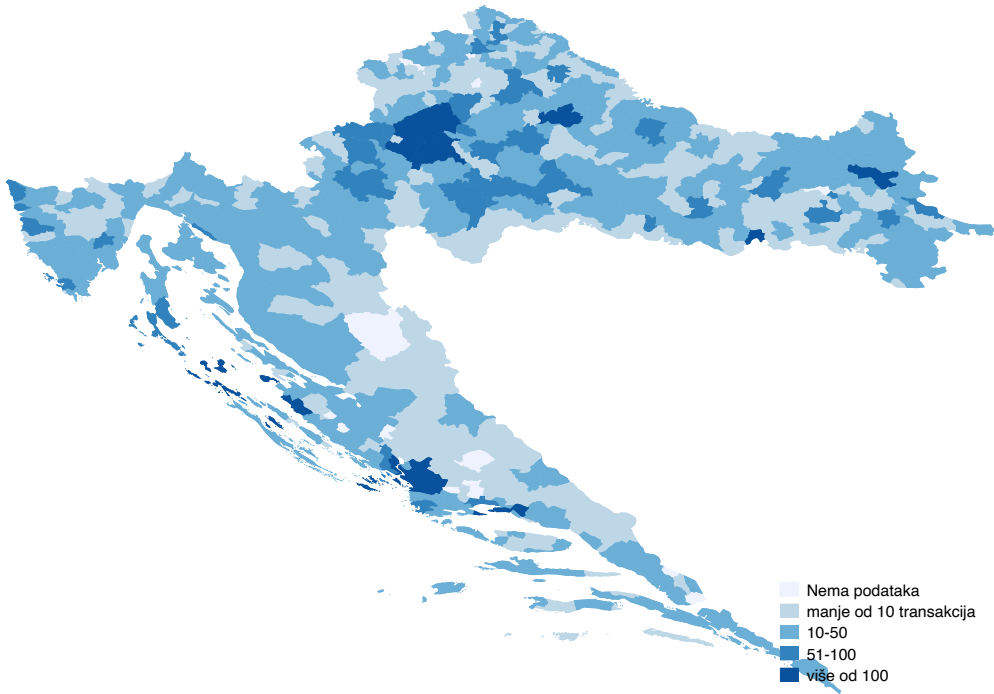 Nema podataka
manje od 10 transakcija
10-50
51-100
više od 100